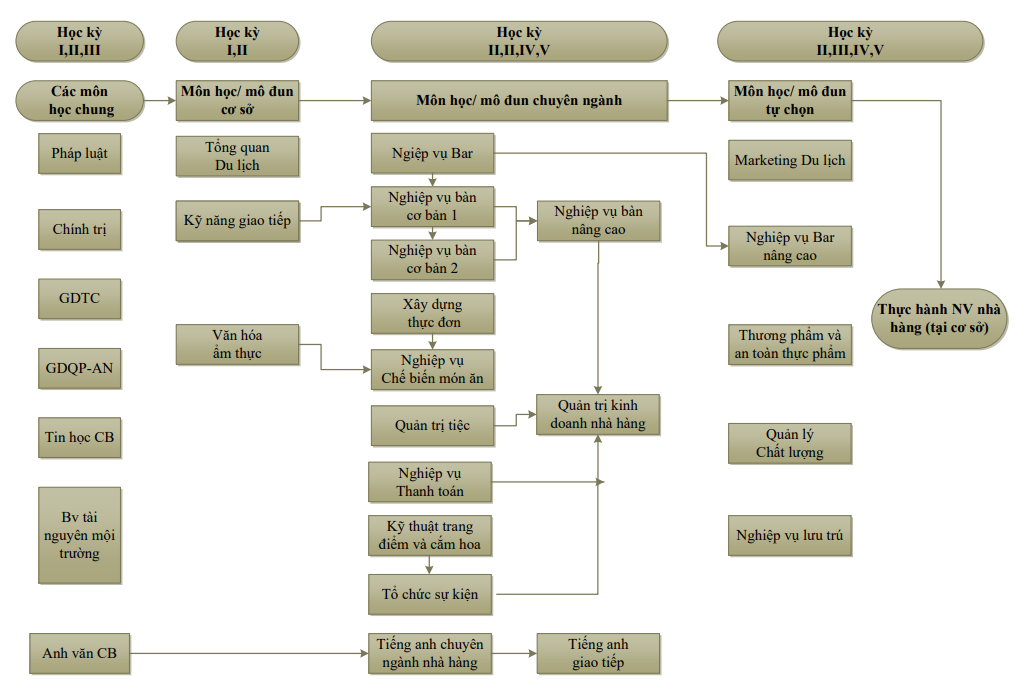 Học kỳ
I,II,III
Học kỳ
I,II
Học kỳ
II,II,IV,V
Học kỳ
II,III,IV,V
Các môn
học chung
Môn học/ mô đun
cơ sở
Môn học/ mô đun chuyên ngành
Môn học/ mô đun
tự chọn
Pháp luật
Chính trị
GDTC
GDQP-AN
Tin học CB
Bv tài
nguyên mội
trường
Anh văn CB
Tổng quan
Du lịch
Kỹ năng giao tiếp
Văn hóa
ẩm thực
Ngiệp vụ Bar
Nghiệp vụ bàn
cơ bản 1
Nghiệp vụ bàn
cơ bản 2
Xây dựng
thực đơn
Nghiệp vụ
Chế biến món ăn
Quản trị tiệc
Nghiệp vụ
Thanh toán
Kỹ thuật trang
điểm và cắm hoa
Tổ chức sự kiện
Tiếng anh chuyên
ngành nhà hàng
Nghiệp vụ bàn
nâng cao
Quản trị kinh
doanh nhà hàng
Tiếng anh
giao tiếp
Marketing Du lịch
Nghiệp vụ Bar
nâng cao
Thương phẩm và
an toàn thực phẩm
Quản lý
Chất lượng
Nghiệp vụ lưu trú
Thực hành NV nhà
hàng (tại cơ sở)